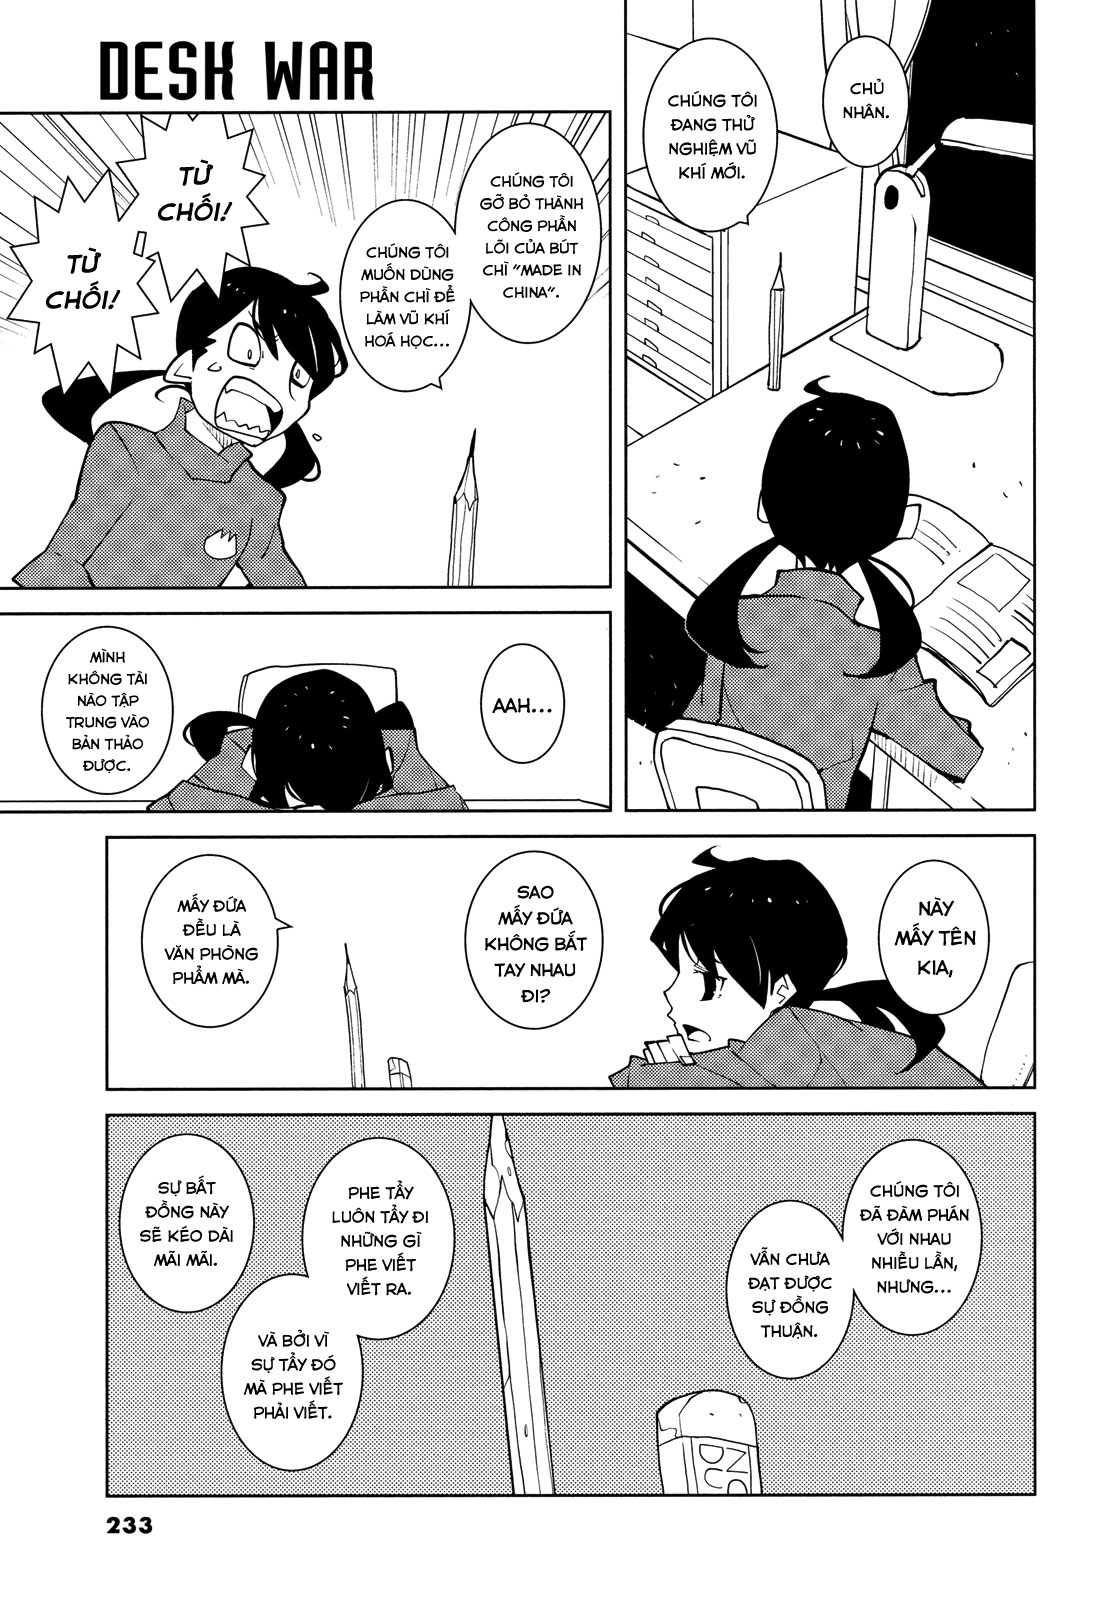 DESK WAR
CHỦ
NHÂN.
CHÚNG TÔI
ĐANG THỬ
NGHIỆM VŨ
KHÍ MỚI.
CHÚNG TÔI
GỠ BỎ THÀNH
CÔNG PHẦN
LÕI CỦA BÚT
CHÌ "MADE IN
CHINA".
CHÚNG TÔI
MUỐN DÙNG
PHẦN CHÌ ĐỂ
LÀM VŨ KHÍ
HOÁ HỌC...
TỪ
CHỐI!
TỪ
CHỐI!
AAH...
MÌNH
KHÔNG TÀI
NÀO TẬP
TRUNG VÀO
BẢN THẢO
ĐƯỢC.
NÀY
MẤY TÊN
KIA,
SAO
MẤY ĐỨA
KHÔNG BẮT
TAY NHAU
ĐI?
MẤY ĐỨA
ĐỀU LÀ
VĂN PHÒNG
PHẨM MÀ.
CHÚNG TÔI
ĐÃ ĐÀM PHÁN
VỚI NHAU
NHIỀU LẦN,
NHƯNG...
VẪN CHƯA
ĐẠT ĐƯỢC
SỰ ĐỒNG
THUẬN.
PHE TẨY
LUÔN TẨY ĐI
NHỮNG GÌ
PHE VIẾT
VIẾT RA.
VÀ BỞI VÌ
SỰ TẨY ĐÓ
MÀ PHE VIẾT
PHẢI VIẾT.
SỰ BẤT
ĐỒNG NÀY
SẼ KÉO DÀI
MÃI MÃI.
233